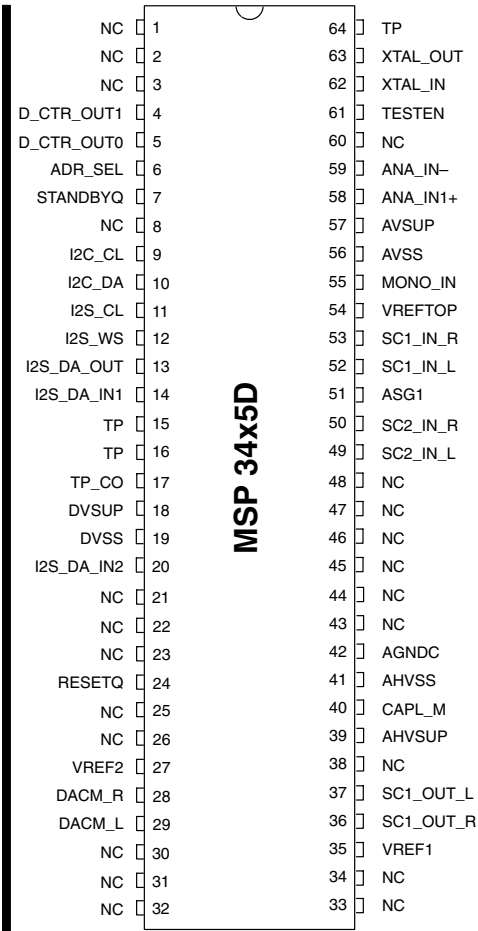 NC 1 64 TP
NC 2 63 XTAL_OUT
NC 3 62 XTAL_IN
D_CTR_OUT1 4 61 TESTEN
D_CTR_OUT0 5 60 NC
ADR_SEL 6 59 ANA_IN–
STANDBYQ 7 58 ANA_IN1+
NC 8 57 AVSUP
I2C_CL 9 56 AVSS
I2C_DA 10 55 MONO_IN
I2S_CL 11 54 VREFTOP
I2S_WS 12 53 SC1_IN_R
I2S_DA_OUT 13 52 SC1_IN_L
I2S_DA_IN1 14 51 ASG1
TP 15 50 SC2_IN_R
TP 16 49 SC2_IN_L
TP_CO 17 48 NC
DVSUP 18 47 NC
DVSS 19 46 NC
I2S_DA_IN2 20 45 NC
NC 21 44 NC
NC 22 43 NC
NC 23 42 AGNDC
RESETQ 24 41 AHVSS
NC 25 40 CAPL_M
NC 26 39 AHVSUP
VREF2 27 38 NC
DACM_R 28 37 SC1_OUT_L
DACM_L 29 36 SC1_OUT_R
NC 30 35 VREF1
NC 31 34 NC
NC 32 33 NC
MSP 34x5D